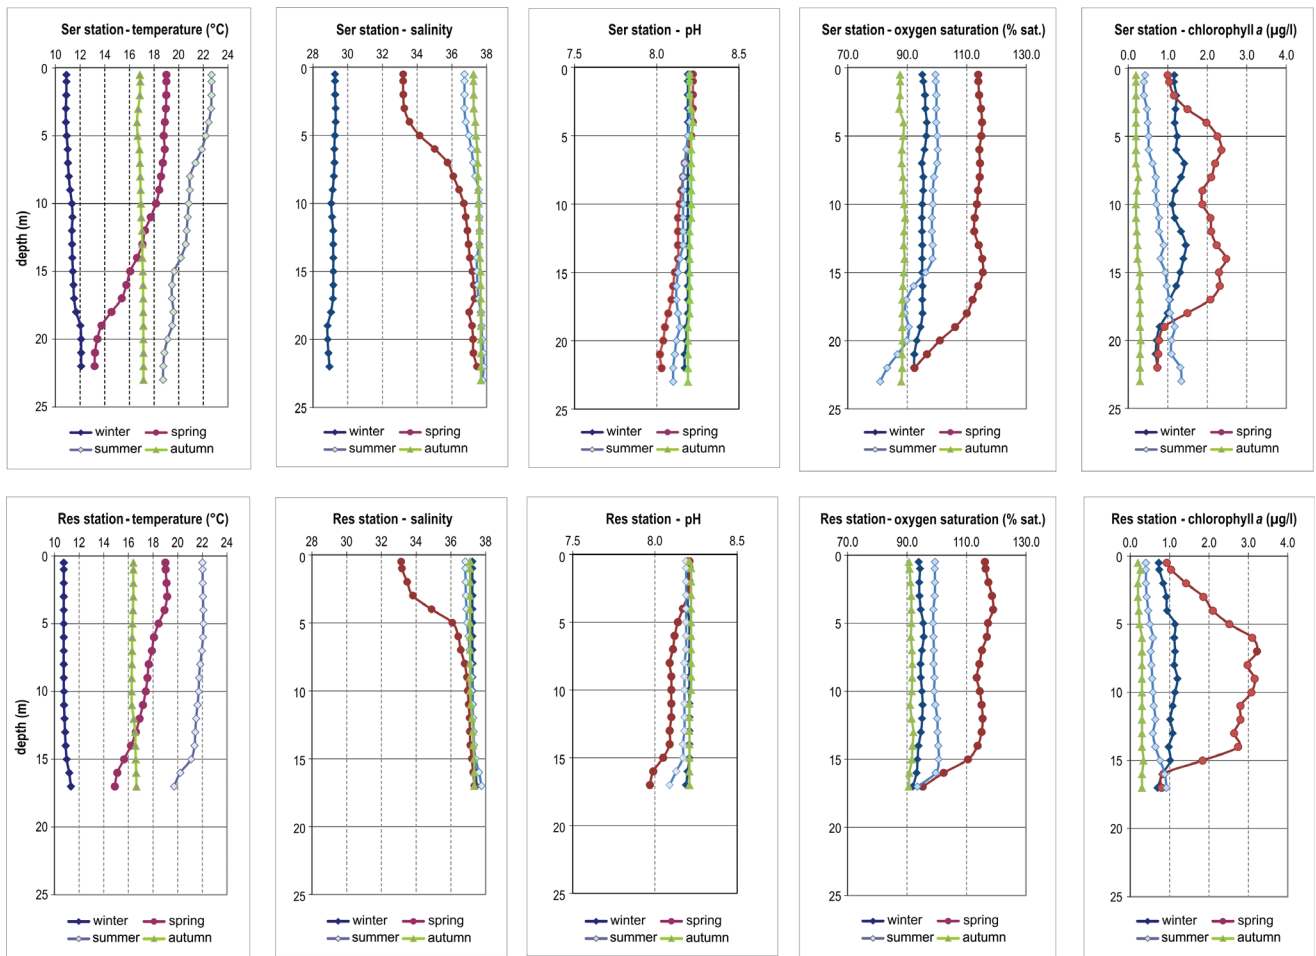 Ser station - temperature (°C)
10 12 14 16 18 20 22 24
0
5
10
15
20
25
depth (m)
winter spring
summer autumn
Ser station - salinity
28 30 32 34 36 38
0
5
10
15
20
25
winter spring
summer autumn
Ser station - pH
7.5 8.0 8.5
0
5
10
15
20
25
winter spring
summer autumn
Ser station - oxygen saturation (% sat.)
70.0 90.0 110.0 130.0
0
5
10
15
20
25
winter spring
summer autumn
Ser station - chlorophyll a (µg/l)
0.0 1.0 2.0 3.0 4.0
0
5
10
15
20
25
winter spring
summer autumn
Res station - temperature (°C)
10 12 14 16 18 20 22 24
0
5
10
15
20
25
depth (m)
winter spring
summer autumn
Res station - salinity
28 30 32 34 36 38
0
5
10
15
20
25
winter spring
summer autumn
Res station - pH
7.5 8.0 8.5
0
5
10
15
20
25
winter spring
summer autumn
Res station - oxygen saturation (% sat.)
70.0 90.0 110.0 130.0
0
5
10
15
20
25
winter spring
summer autumn
Res station - chlorophyll a (µg/l)
0.0 1.0 2.0 3.0 4.0
0
5
10
15
20
25
winter spring
summer autumn